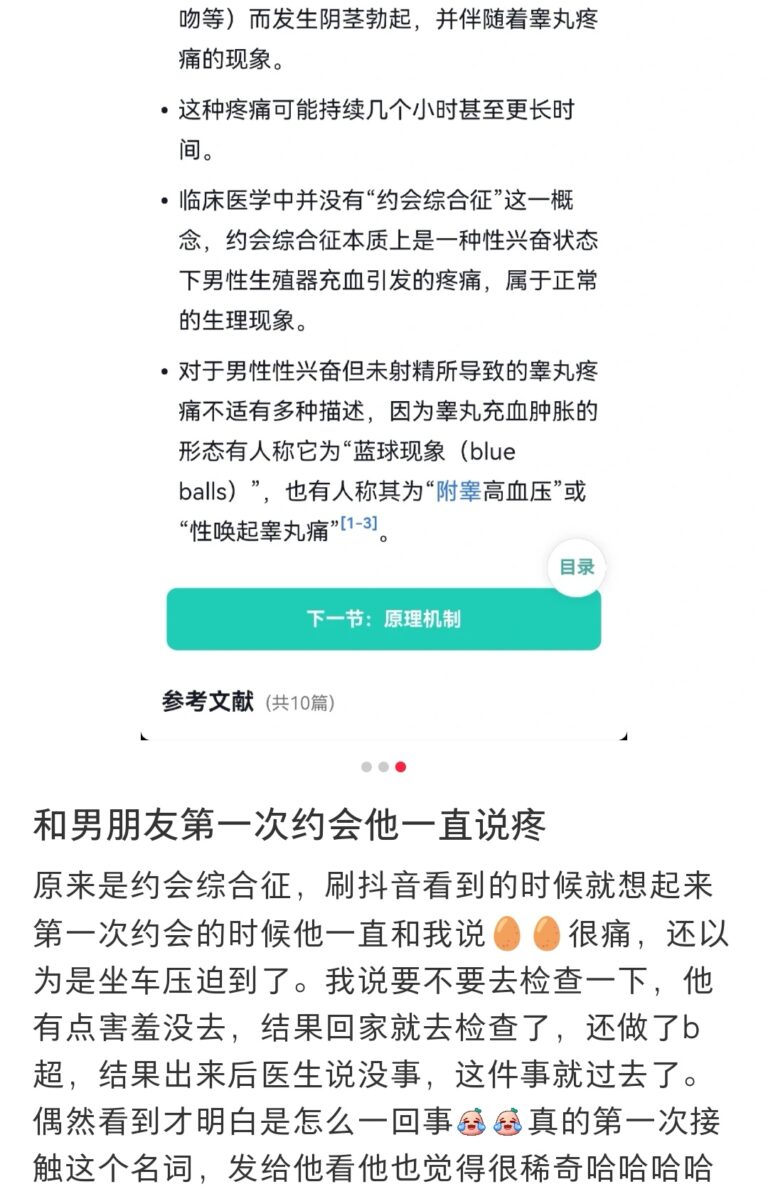 吻等）而发生阴茎勃起，并伴随着睾丸疼
痛的现象。
• 这种疼痛可能持续几个小时甚至更长时
间。
• 临床医学中并没有“约会综合征”这一概
念，约会综合征本质上是一种性兴奋状态
下男性生殖器充血引发的疼痛，属于正常
的生理现象。
• 对于男性性兴奋但未射精所导致的睾丸疼
痛不适有多种描述，因为睾丸充血肿胀的
形态有人称它为“蓝球现象（blue
balls）”，也有人称其为“附睾高血压”或
“性唤起睾丸痛”[1-3]。
目录
下一节：原理机制
参考文献（共10篇）
和男朋友第一次约会他一直说疼
原来是约会综合征，刷抖音看到的时候就想起来
第一次约会的时候他一直和我说🥚🥚很痛，还以
为是坐车压迫到了。我说要不要去检查一下，他
有点害羞没去，结果回家就去检查了，还做了b
超，结果出来后医生说没事，这件事就过去了。
偶然看到才明白是怎么一回事😂😂真的第一次接
触这个名词，发给他看他也觉得很稀奇哈哈哈哈